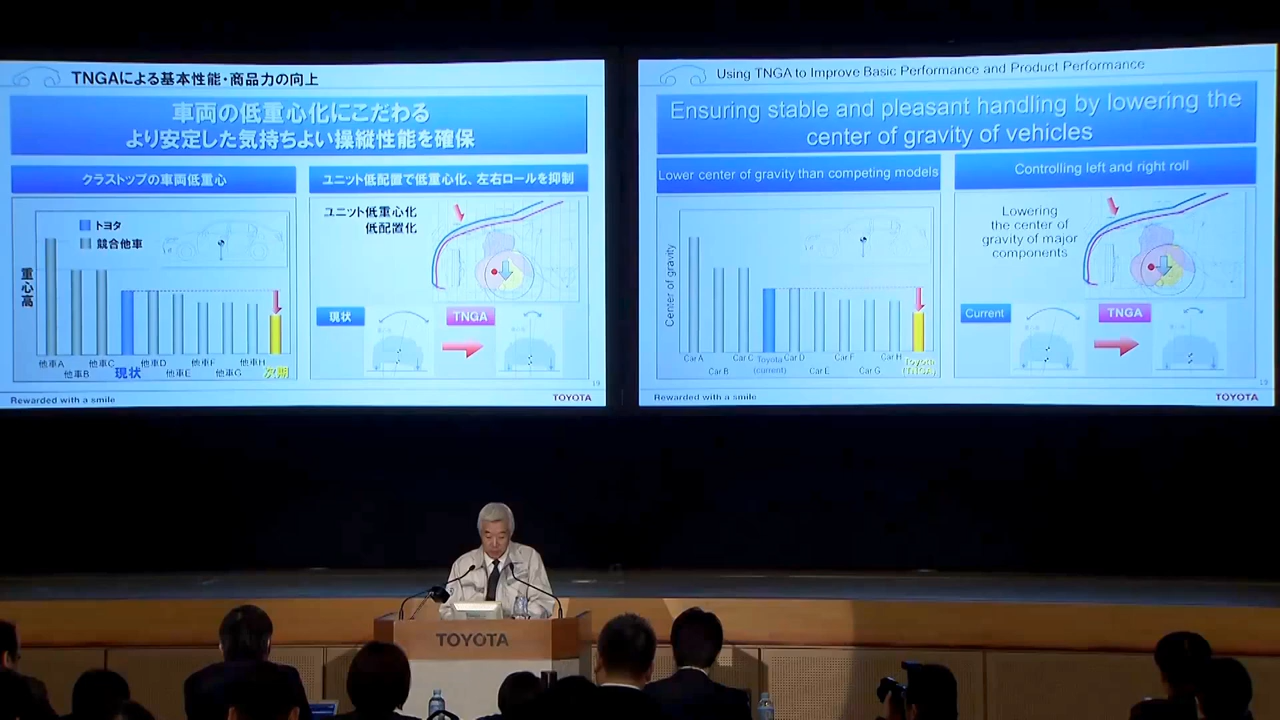 TNGAによる基本性能・商品力の向上
車両の低重心化にこだわる
より安定した気持ちよい操縦性能を確保
クラストップの車両低重心
ユニット低配置で低重心化、左右ロールを抑制
トヨタ
競合他車
重心高
他車A
他車B
他車C
現状
他車D
他車E
他車F
他車G
他車H
次期
ユニット低重心化
低配置化
現状
TNGA
19
Rewarded with a smile
TOYOTA
Using TNGA to Improve Basic Performance and Product Performance
Ensuring stable and pleasant handling by lowering the
center of gravity of vehicles
Lower center of gravity than competing models
Controlling left and right roll
Center of gravity
Car A
Car B
Car C
Toyota
(current)
Car D
Car E
Car F
Car G
Car H
Toyota
(TNGA)
Lowering
the center of
gravity of major
components
Current
TNGA
19
Rewarded with a smile
TOYOTA
TOYOTA